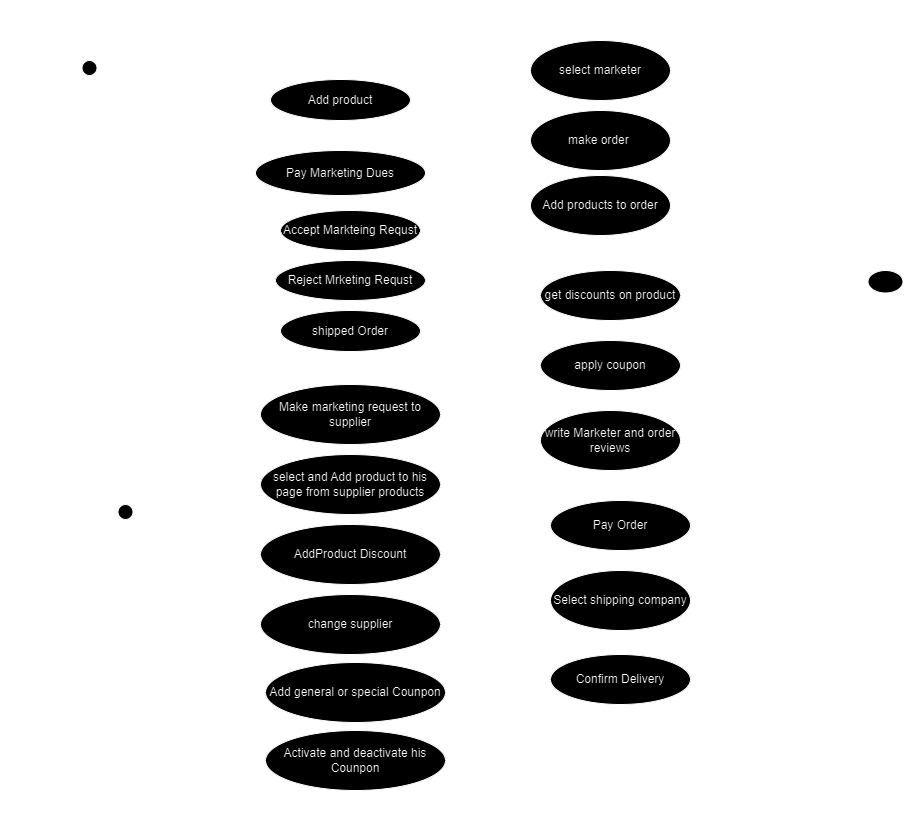 Add product
Pay Marketing Dues
Accept Markteing Requst
Reject Mrketing Requst
shipped Order
Make marketing request to
supplier
select and Add product to his
page from supplier products
AddProduct Discount
change supplier
Add general or special Counpon
Activate and deactivate his
Counpon
select marketer
make order
Add products to order
get discounts on product
apply coupon
write Marketer and order
reviews
Pay Order
Select shipping company
Confirm Delivery